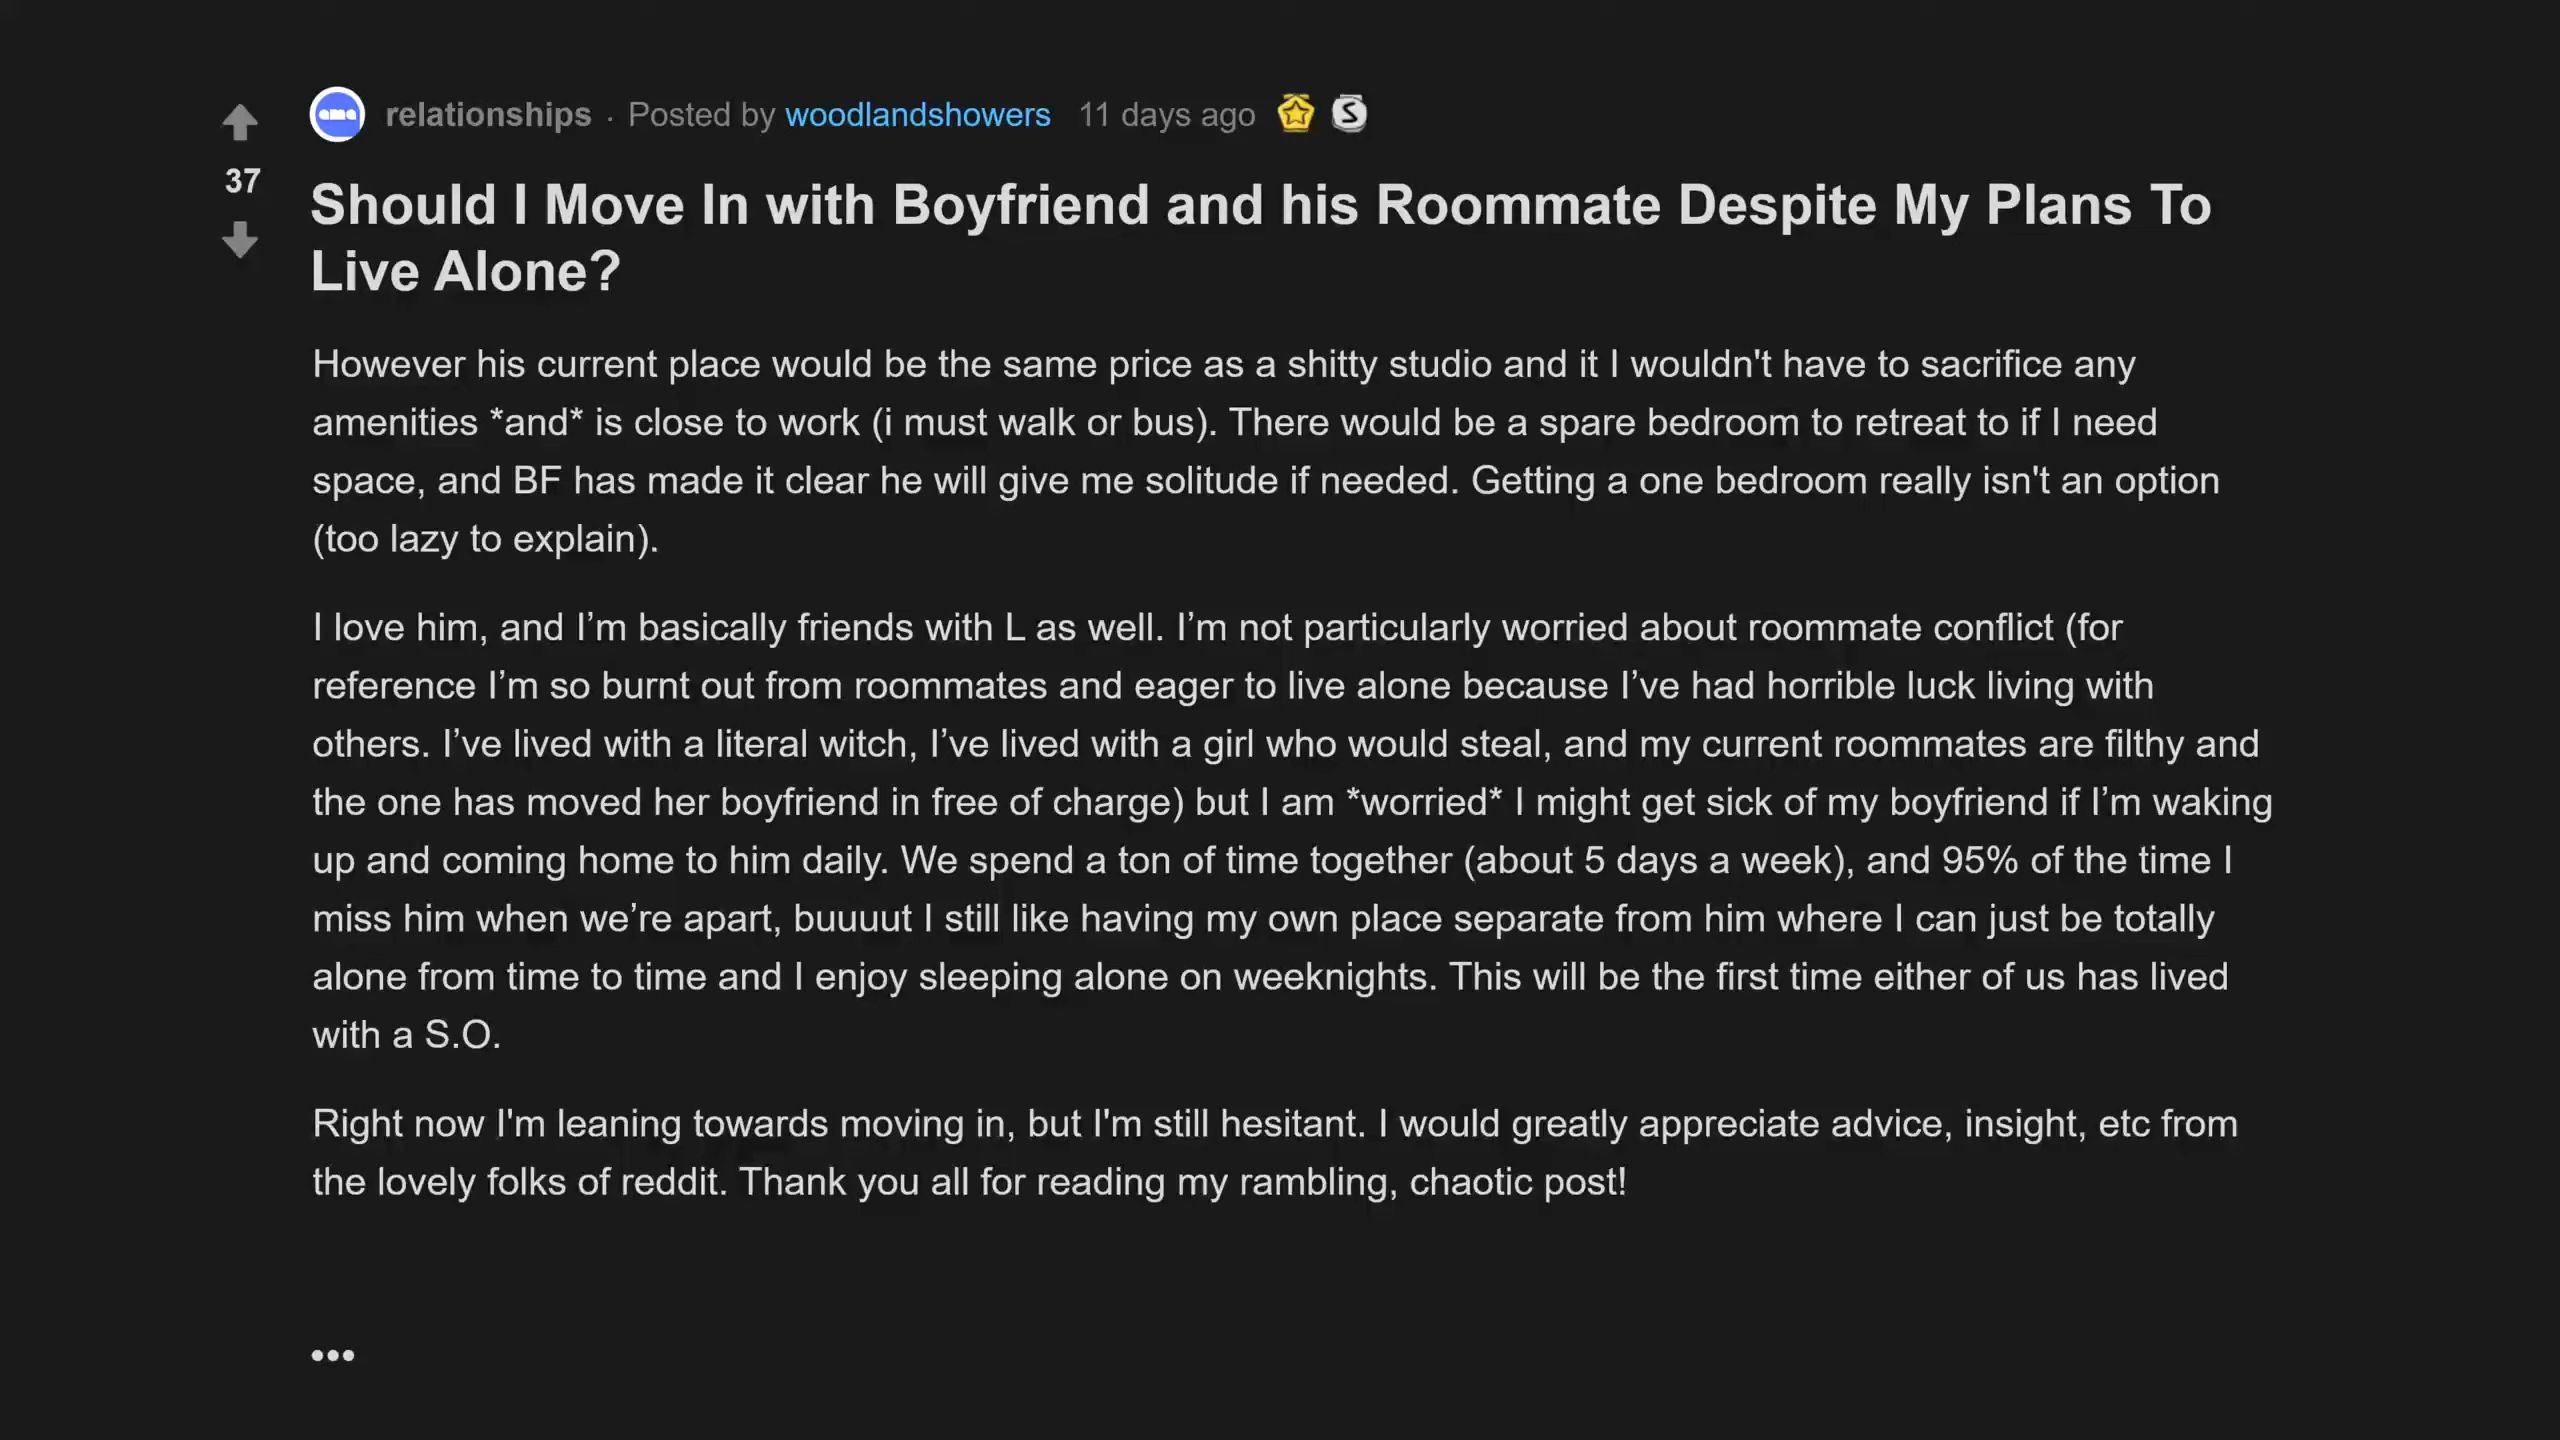 relationships · Posted by woodlandshowers 11 days ago
37
Should I Move In with Boyfriend and his Roommate Despite My Plans To
Live Alone?
However his current place would be the same price as a shitty studio and it I wouldn't have to sacrifice any
amenities *and* is close to work (i must walk or bus). There would be a spare bedroom to retreat to if I need
space, and BF has made it clear he will give me solitude if needed. Getting a one bedroom really isn't an option
(too lazy to explain).
I love him, and I’m basically friends with L as well. I’m not particularly worried about roommate conflict (for
reference I’m so burnt out from roommates and eager to live alone because I’ve had horrible luck living with
others. I’ve lived with a literal witch, I’ve lived with a girl who would steal, and my current roommates are filthy and
the one has moved her boyfriend in free of charge) but I am *worried* I might get sick of my boyfriend if I’m waking
up and coming home to him daily. We spend a ton of time together (about 5 days a week), and 95% of the time I
miss him when we’re apart, buuuut I still like having my own place separate from him where I can just be totally
alone from time to time and I enjoy sleeping alone on weeknights. This will be the first time either of us has lived
with a S.O.
Right now I'm leaning towards moving in, but I'm still hesitant. I would greatly appreciate advice, insight, etc from
the lovely folks of reddit. Thank you all for reading my rambling, chaotic post!